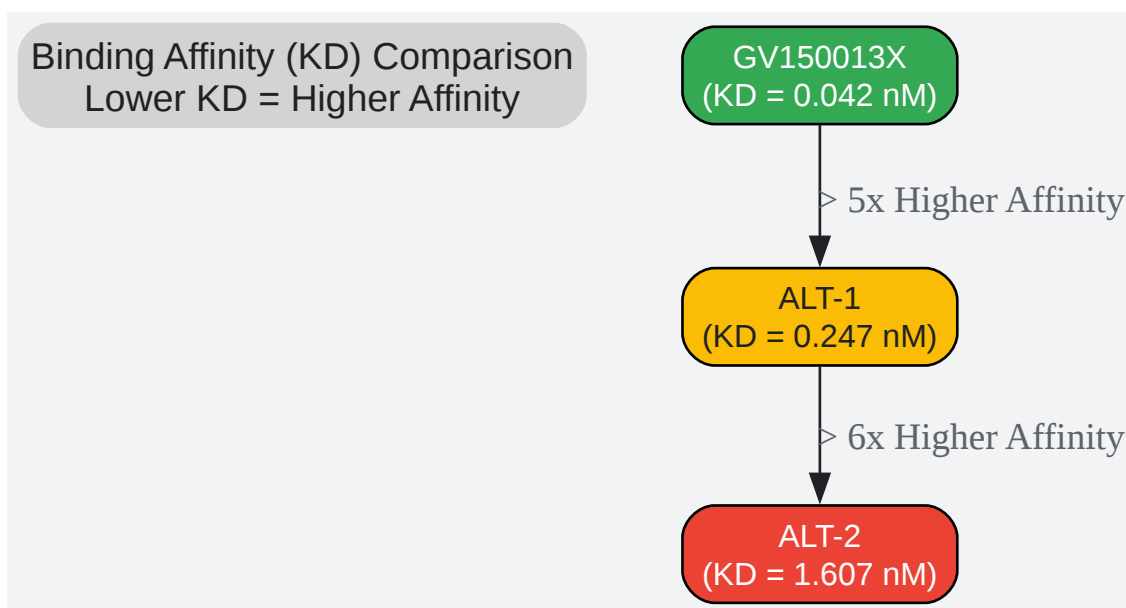 Binding Affinity (KD) Comparison
Lower KD = Higher Affinity
GV150013X
(KD = 0.042 nM)
> 5x Higher Affinity
ALT-1
(KD = 0.247 nM)
> 6x Higher Affinity
ALT-2
(KD = 1.607 nM)